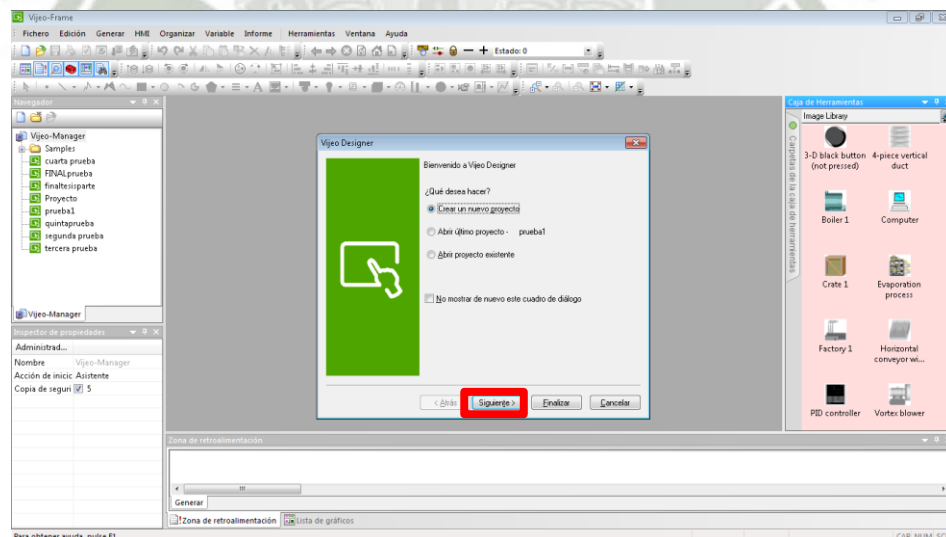 Vijeo-Frame
Fichero Edición Generar HMI Organizar Variable Informe Herramientas Ventana Ayuda
Estado: 0
Navegador
Vijeo-Manager
Samples
cuarta prueba
FINALprueba
finaltesisparte
Proyecto
prueba1
quintaprueba
segunda prueba
tercera prueba
Vijeo-Manager
Inspector de propiedades
Administrad...
Nombre Vijeo-Manager
Acción de inicic Asistente
Copia de seguri 5
Vijeo Designer
Bienvenido a Vijeo Designer
¿Qué desea hacer?
Crear un nuevo proyecto
Abrir último proyecto - prueba1
Abrir proyecto existente
No mostrar de nuevo este cuadro de diálogo
< Atrás Siguiente > Finalizar Cancelar
Caja de Herramientas
Image Library
Carpetas de la caja de herramientas
3-D black button (not pressed)
4-piece vertical duct
Boiler 1
Computer
Crate 1
Evaporation process
Factory 1
Horizontal conveyor wi...
PID controller
Vortex blower
Zona de retroalimentación
Generar
Zona de retroalimentación Lista de gráficos
Para obtener ayuda, pulse F1
CAP NUM SC